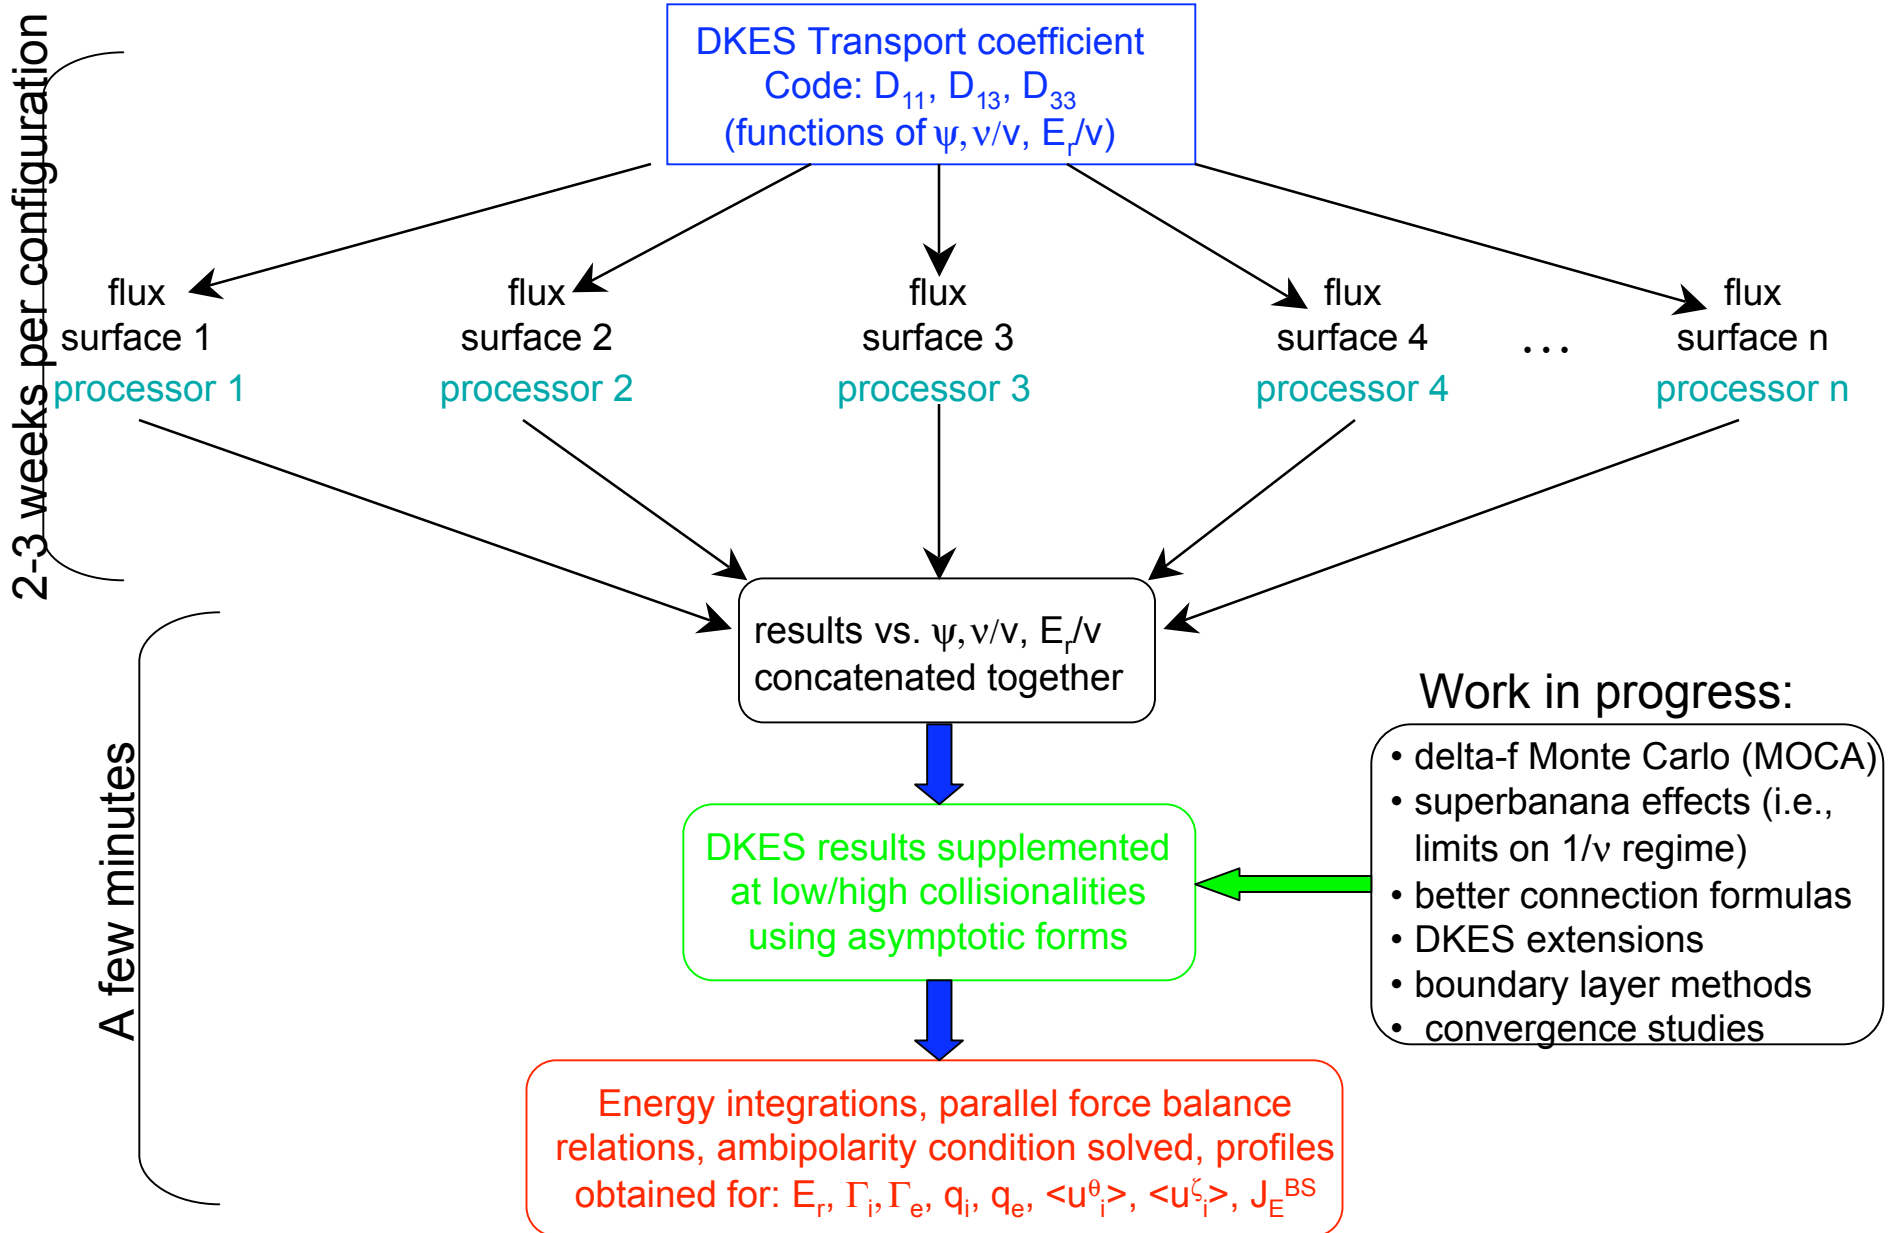 DKES Transport coefficient
Code: D₁₁, D₁₃, D₃₃
(functions of ψ, ν/v, Eᵣ/v)
2-3 weeks per configuration
flux
surface 1
processor 1
flux
surface 2
processor 2
flux
surface 3
processor 3
flux
surface 4
processor 4
...
flux
surface n
processor n
results vs. ψ, ν/v, Eᵣ/v
concatenated together
A few minutes
DKES results supplemented
at low/high collisionalities
using asymptotic forms
Work in progress:
• delta-f Monte Carlo (MOCA)
• superbanana effects (i.e.,
limits on 1/ν regime)
• better connection formulas
• DKES extensions
• boundary layer methods
• convergence studies
Energy integrations, parallel force balance
relations, ambipolarity condition solved, profiles
obtained for: Eᵣ, Γᵢ, Γₑ, qᵢ, qₑ, <u^θᵢ>, <u^ζᵢ>, J_E^BS